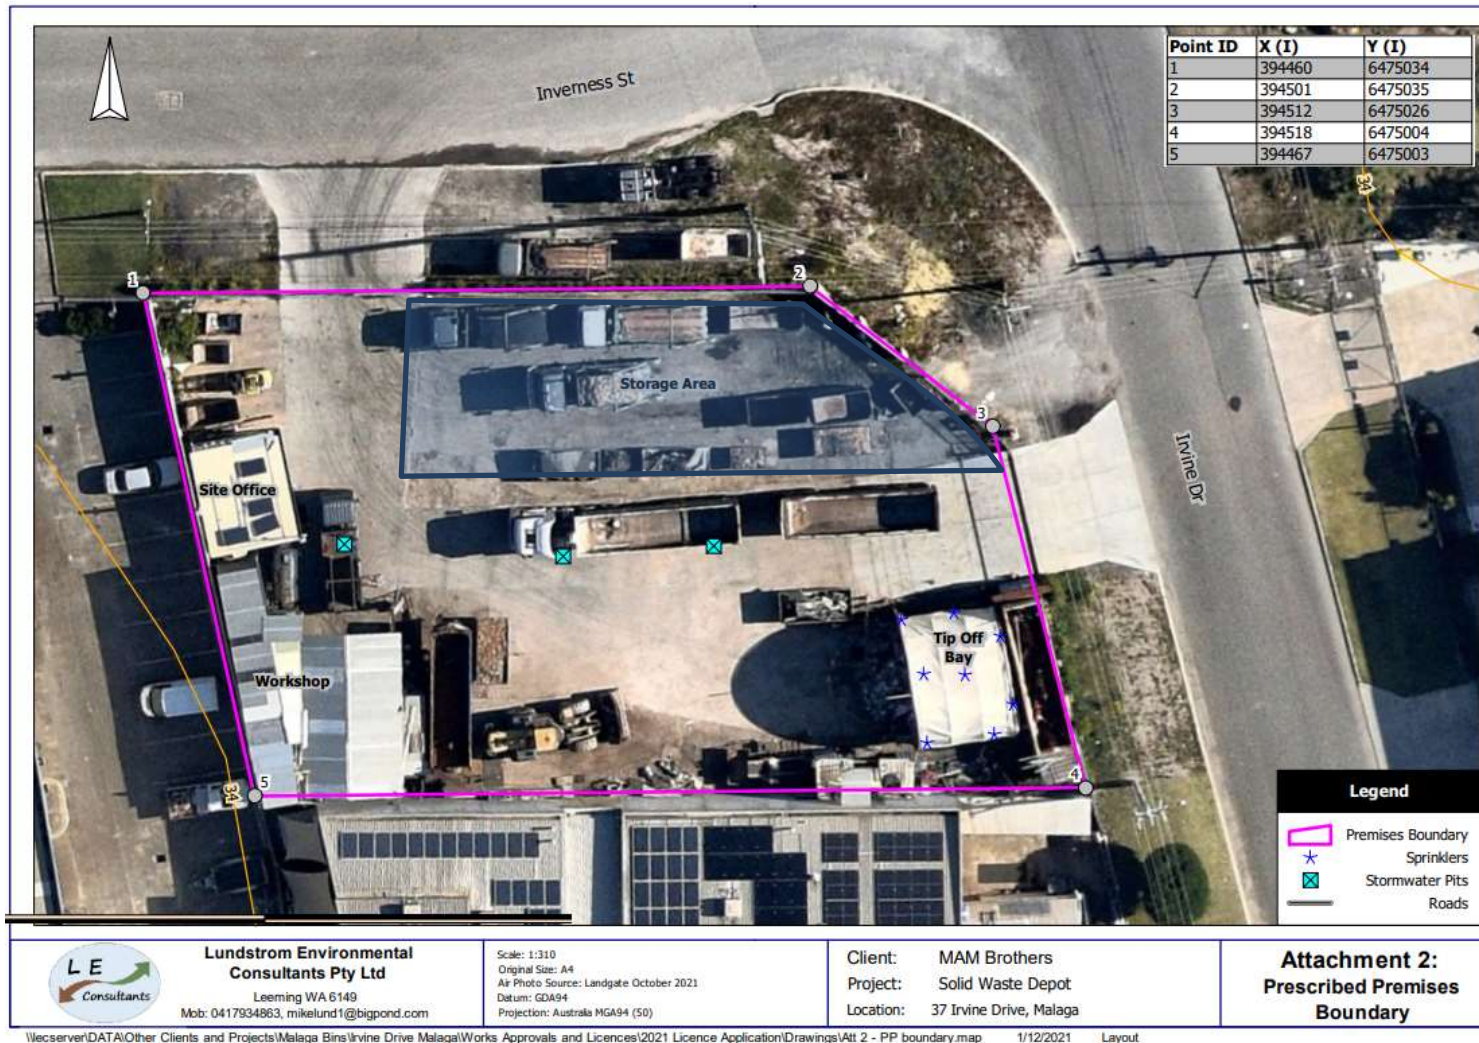 Point ID X (I) Y (I)
1 394460 6475034
2 394501 6475035
3 394512 6475026
4 394518 6475004
5 394467 6475003
Inverness St
34
1
2
3
Storage Area
Irvine Dr
Site Office
Tip Off
Bay
Workshop
5
4
34
Legend
Premises Boundary
Sprinklers
Stormwater Pits
Roads
L E
Consultants
Lundstrom Environmental
Consultants Pty Ltd
Leeming WA 6149
Mob: 0417934863, mikelund1@bigpond.com
Scale: 1:310
Original Size: A4
Air Photo Source: Landgate October 2021
Datum: GDA94
Projection: Australia MGA94 (50)
Client: MAM Brothers
Project: Solid Waste Depot
Location: 37 Irvine Drive, Malaga
Attachment 2:
Prescribed Premises
Boundary
\\lecserver\DATA\Other Clients and Projects\Malaga Bins\Irvine Drive Malaga\Works Approvals and Licences\2021 Licence Application\Drawings\Att 2 - PP boundary.map 1/12/2021 Layout